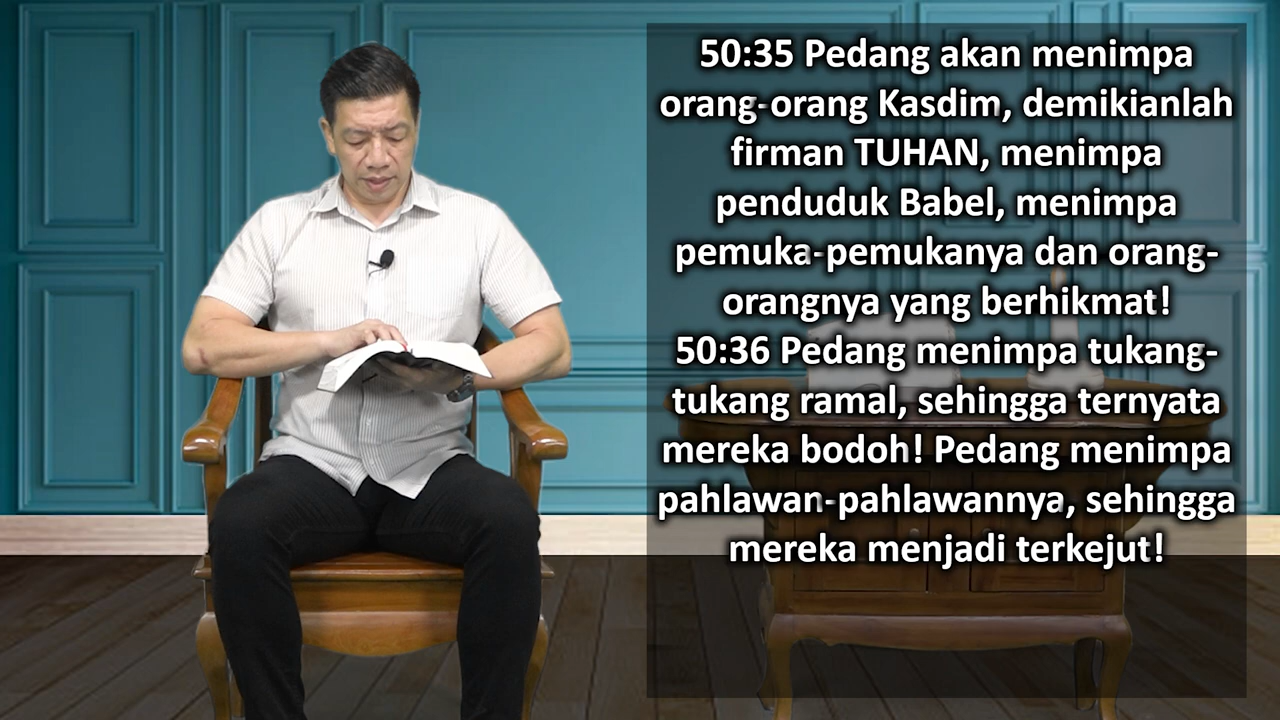 50:35 Pedang akan menimpa
orang-orang Kasdim, demikianlah
firman TUHAN, menimpa
penduduk Babel, menimpa
pemuka-pemukanya dan orang-
orangnya yang berhikmat!
50:36 Pedang menimpa tukang-
tukang ramal, sehingga ternyata
mereka bodoh! Pedang menimpa
pahlawan-pahlawannya, sehingga
mereka menjadi terkejut!